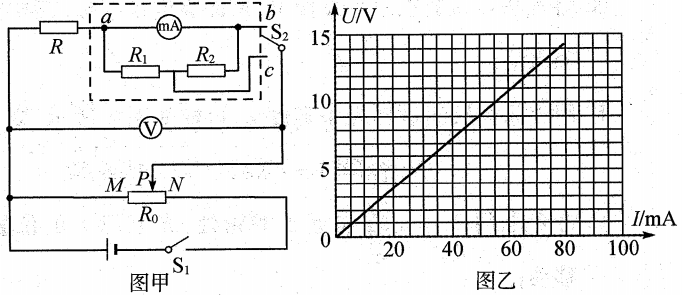 a
mA
b
S₂
R
R₁
R₂
c
V
M
P
N
R₀
S₁
图甲
U/V
15
10
5
0
20
40
60
80
100
I/mA
图乙